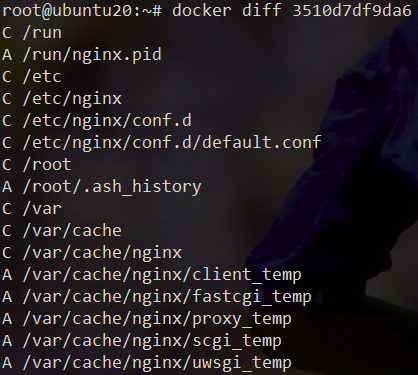 root@ubuntu20:~# docker diff 3510d7df9da6
C /run
A /run/nginx.pid
C /etc
C /etc/nginx
C /etc/nginx/conf.d
C /etc/nginx/conf.d/default.conf
C /root
A /root/.ash_history
C /var
C /var/cache
C /var/cache/nginx
A /var/cache/nginx/client_temp
A /var/cache/nginx/fastcgi_temp
A /var/cache/nginx/proxy_temp
A /var/cache/nginx/scgi_temp
A /var/cache/nginx/uwsgi_temp